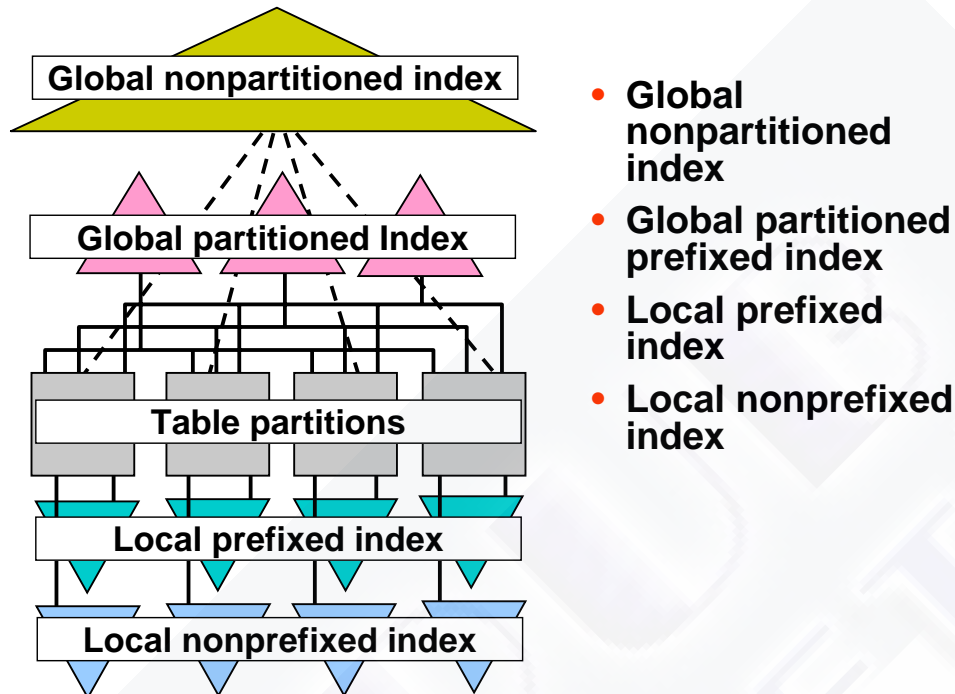 Global nonpartitioned index
Global partitioned Index
Table partitions
Local prefixed index
Local nonprefixed index
• Global
nonpartitioned
index
• Global partitioned
prefixed index
• Local prefixed
index
• Local nonprefixed
index